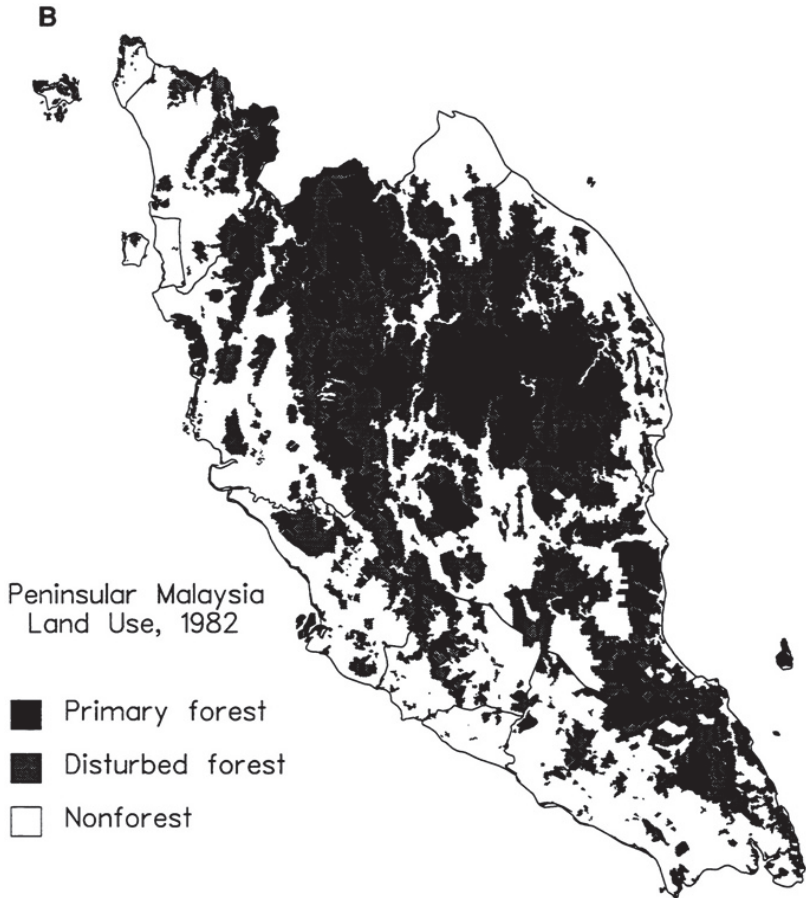 B
Peninsular Malaysia
Land Use, 1982
Primary forest
Disturbed forest
Nonforest